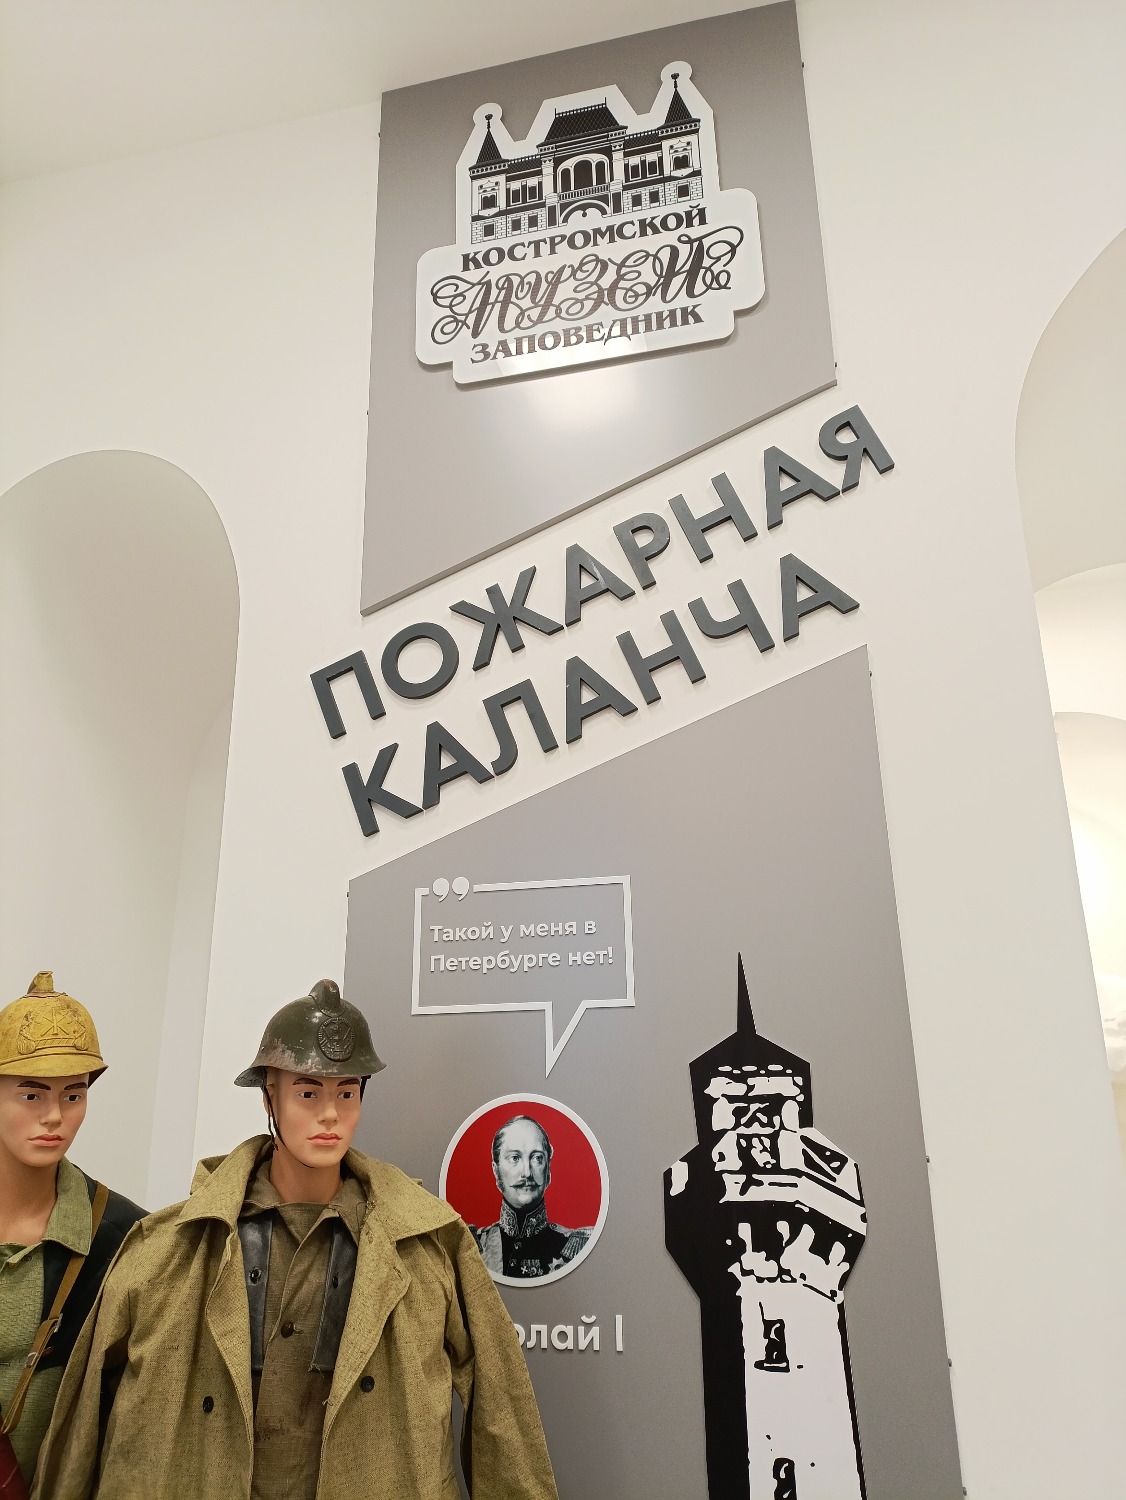 КОСТРОМСКОЙ
МУЗЕЙ
ЗАПОВЕДНИК
ПОЖАРНАЯ
КАЛАНЧА
Такой у меня в
Петербурге нет!
олай I